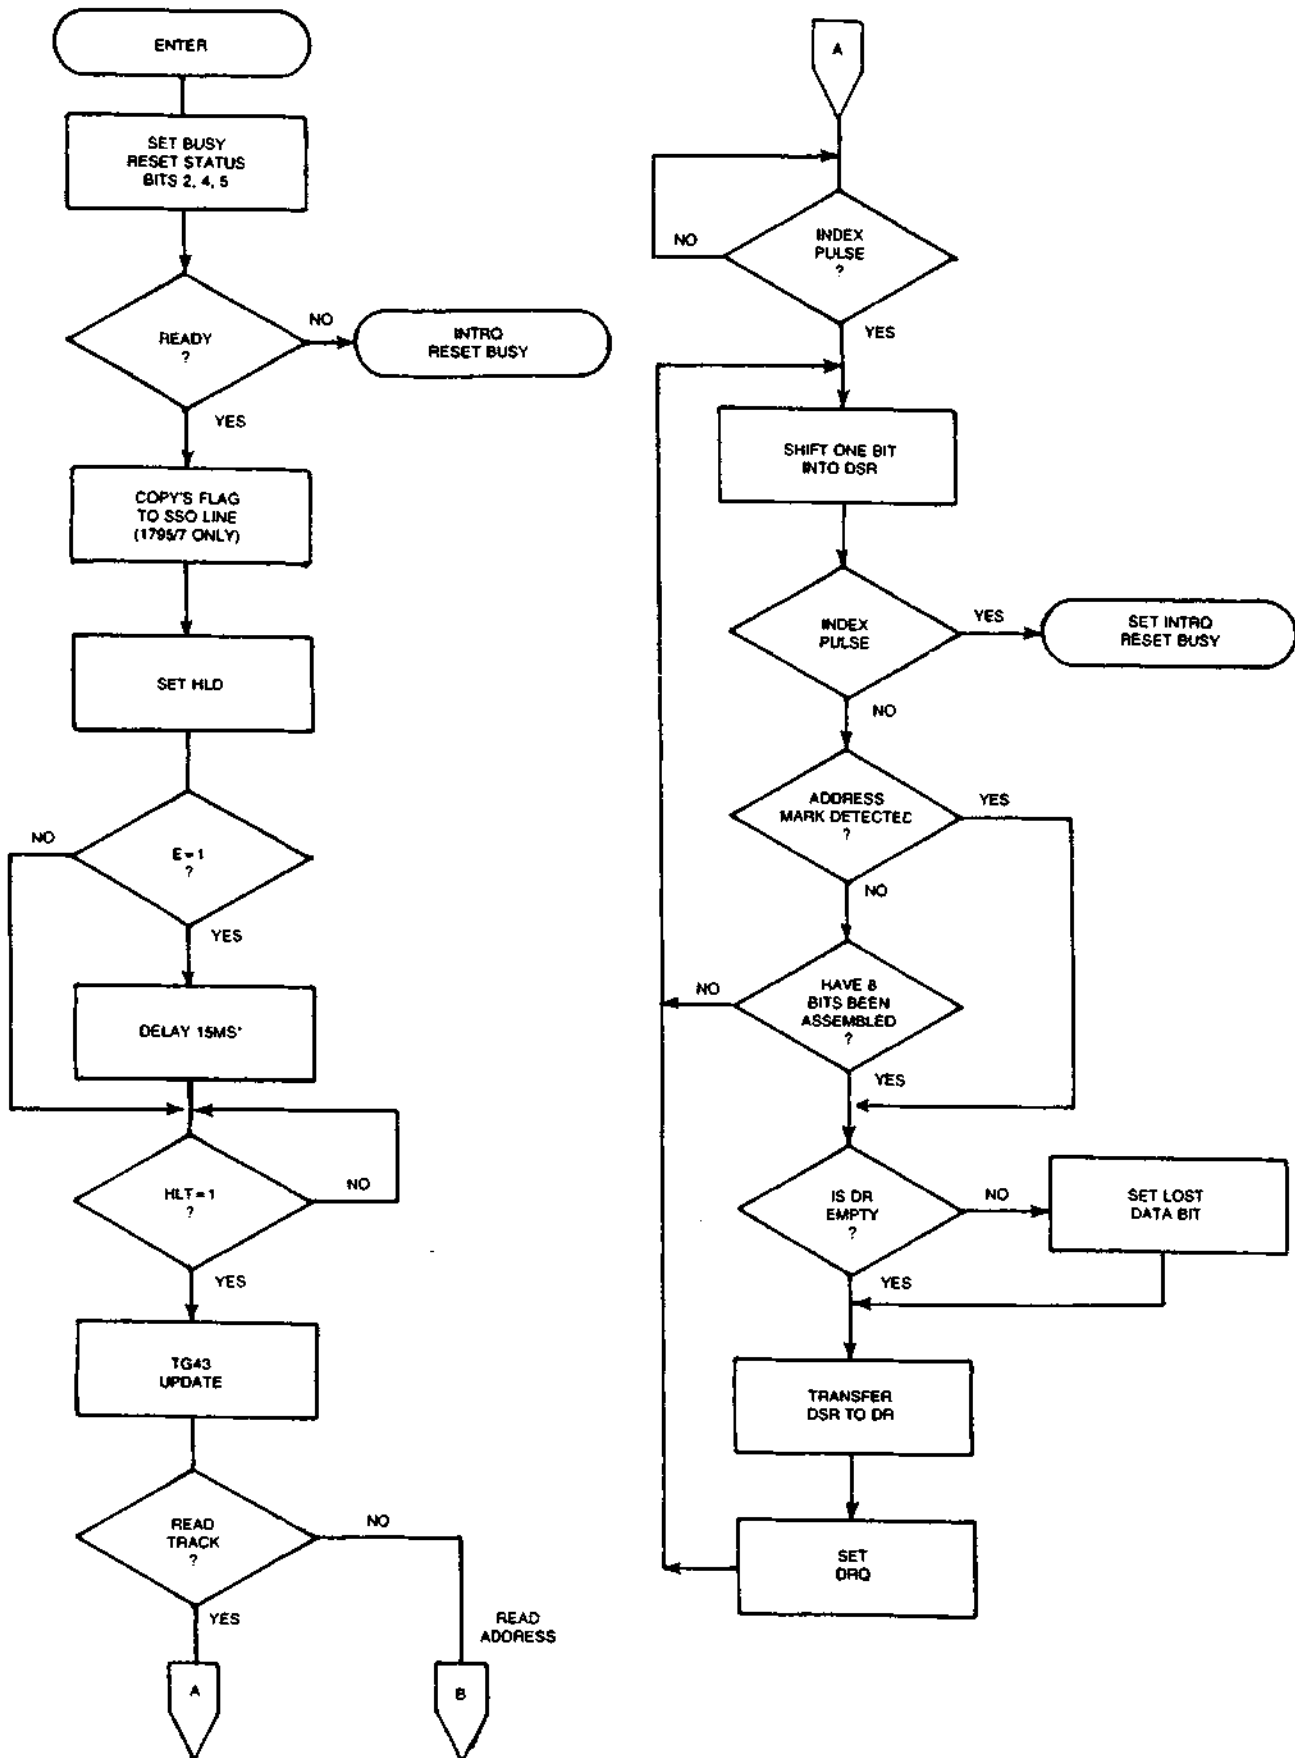 ENTER
SET BUSY
RESET STATUS
BITS 2, 4, 5
READY
?
NO
INTRQ
RESET BUSY
YES
COPY'S FLAG
TO SSO LINE
(1795/7 ONLY)
SET HLD
E=1
?
NO
YES
DELAY 15MS*
HLT=1
?
NO
YES
TG43
UPDATE
READ
TRACK
?
NO
YES
READ
ADDRESS
A
B
A
INDEX
PULSE
?
NO
YES
SHIFT ONE BIT
INTO DSR
INDEX
PULSE
YES
SET INTRQ
RESET BUSY
NO
ADDRESS
MARK DETECTED
?
YES
NO
HAVE 8
BITS BEEN
ASSEMBLED
?
NO
YES
IS DR
EMPTY
?
NO
SET LOST
DATA BIT
YES
TRANSFER
DSR TO DR
SET
DRQ